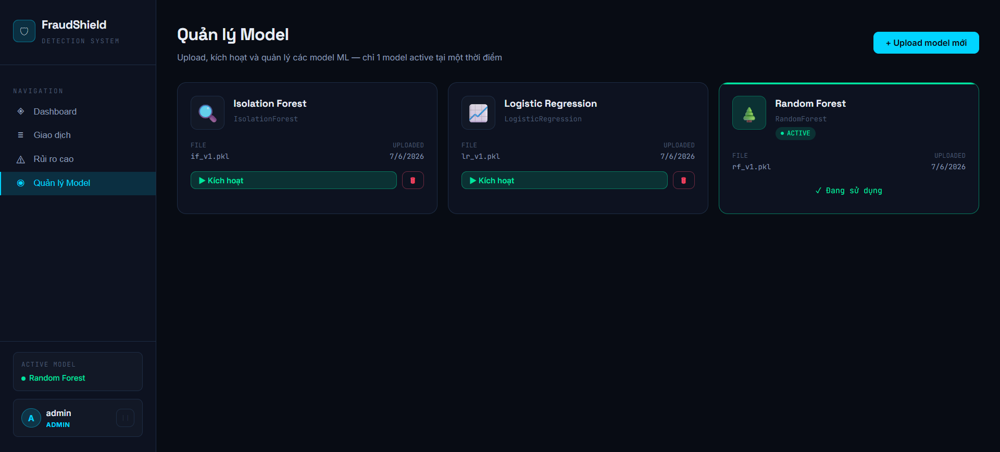 FraudShield
DETECTION SYSTEM
NAVIGATION
Dashboard
Giao dịch
Rủi ro cao
Quản lý Model
ACTIVE MODEL
Random Forest
A
admin
ADMIN
Quản lý Model
Upload, kích hoạt và quản lý các model ML — chỉ 1 model active tại một thời điểm
+ Upload model mới
Isolation Forest
IsolationForest
FILE UPLOADED
if_v1.pkl 7/6/2026
▶ Kích hoạt
Logistic Regression
LogisticRegression
FILE UPLOADED
lr_v1.pkl 7/6/2026
▶ Kích hoạt
Random Forest
RandomForest
● ACTIVE
FILE UPLOADED
rf_v1.pkl 7/6/2026
✓ Đang sử dụng